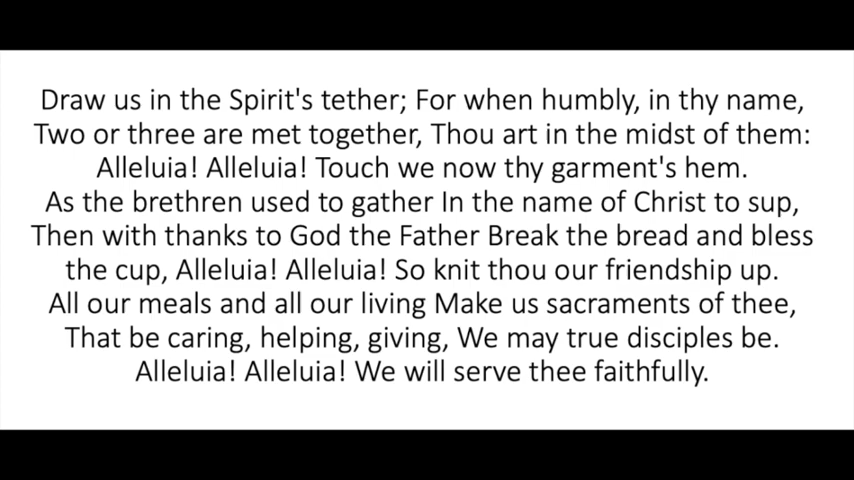 Draw us in the Spirit's tether; For when humbly, in thy name,
Two or three are met together, Thou art in the midst of them:
Alleluia! Alleluia! Touch we now thy garment's hem.
As the brethren used to gather In the name of Christ to sup,
Then with thanks to God the Father Break the bread and bless
the cup, Alleluia! Alleluia! So knit thou our friendship up.
All our meals and all our living Make us sacraments of thee,
That be caring, helping, giving, We may true disciples be.
Alleluia! Alleluia! We will serve thee faithfully.